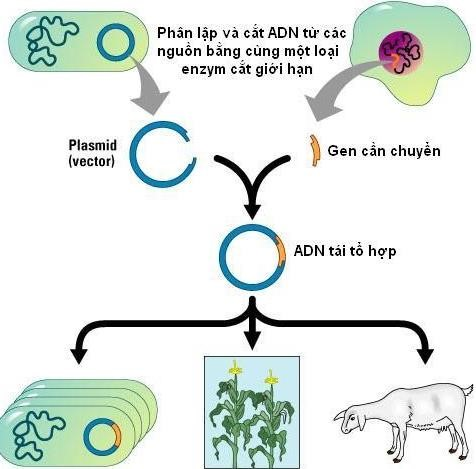 Phân lập và cắt ADN từ các
nguồn bằng cùng một loại
enzym cắt giới hạn
Plasmid
(vector)
Gen cần chuyển
ADN tái tổ hợp